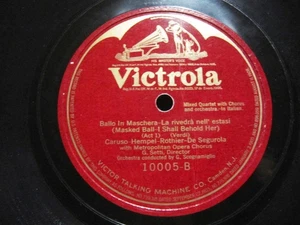 "HIS MASTER'S VOICE"
Victrola
Mixed Quartet with Chorus
and orchestra-In Italian
Ballo In Maschera-La rivedrà nell' estasi
(Masked Ball-I Shall Behold Her)
(Act 1) (Verdi)
Caruso-Hempel-Rothier-De Segurola
with Metropolitan Opera Chorus
G. Setti, Director
Orchestra conducted by G. Scognamiglio
10005-B
VICTOR TALKING MACHINE CO. Camden, N.J.